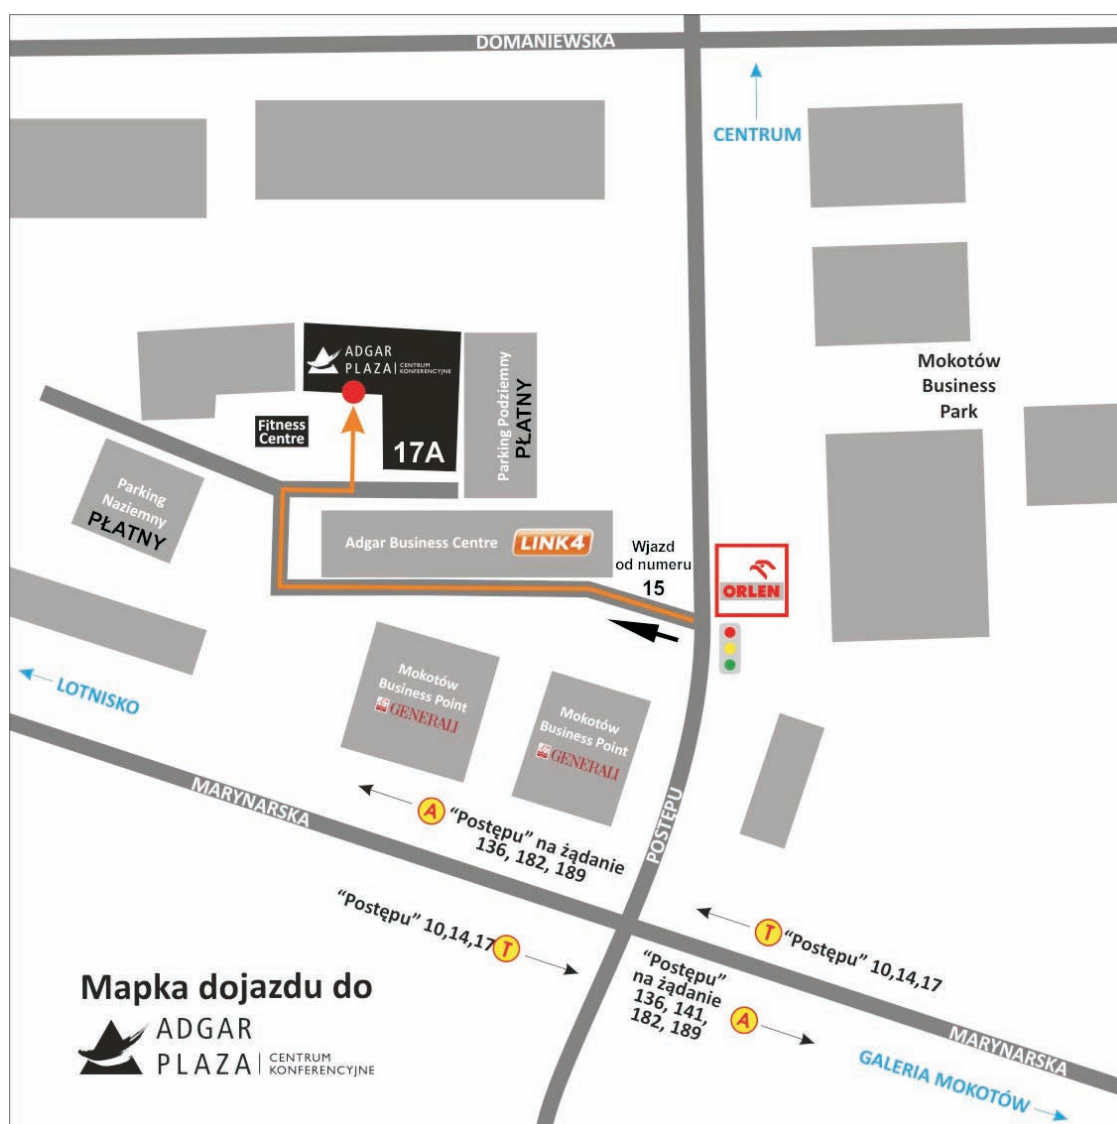 DOMANIEWSKA
CENTRUM
ADGAR
PLAZA
CENTRUM
KONFERENCYJNE
Parking Podziemny
PŁATNY
Mokotów
Business
Park
Fitness
Centre
17A
Parking
Naziemny
PŁATNY
Adgar Business Centre
LINK4
Wjazd
od numeru
15
ORLEN
LOTNISKO
Mokotów
Business Point
GENERALI
Mokotów
Business Point
GENERALI
MARYNARSKA
POSTĘPU
A
"Postępu" na żądanie
136, 182, 189
"Postępu" 10,14,17 T
T "Postępu" 10,14,17
"Postępu"
na żądanie
136, 141,
182, 189
A
MARYNARSKA
GALERIA MOKOTÓW
Mapka dojazdu do
ADGAR
PLAZA
CENTRUM
KONFERENCYJNE